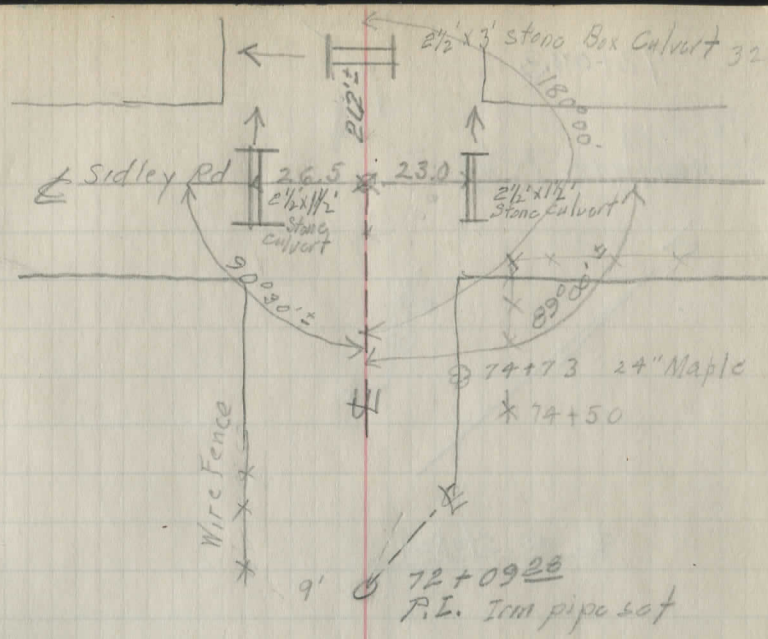 2½' x 3' Stone Box Culvert 32
212'±
180°00'
℄ Sidley Rd 26.5 23.0
2½' x 1½'
Stone
Culvert
2½' x 1½'
Stone Culvert
90°30'±
89°00'±
74+73 24" Maple
74+50
Wire Fence
9' 72+09 28
P.I. Iron pipe set